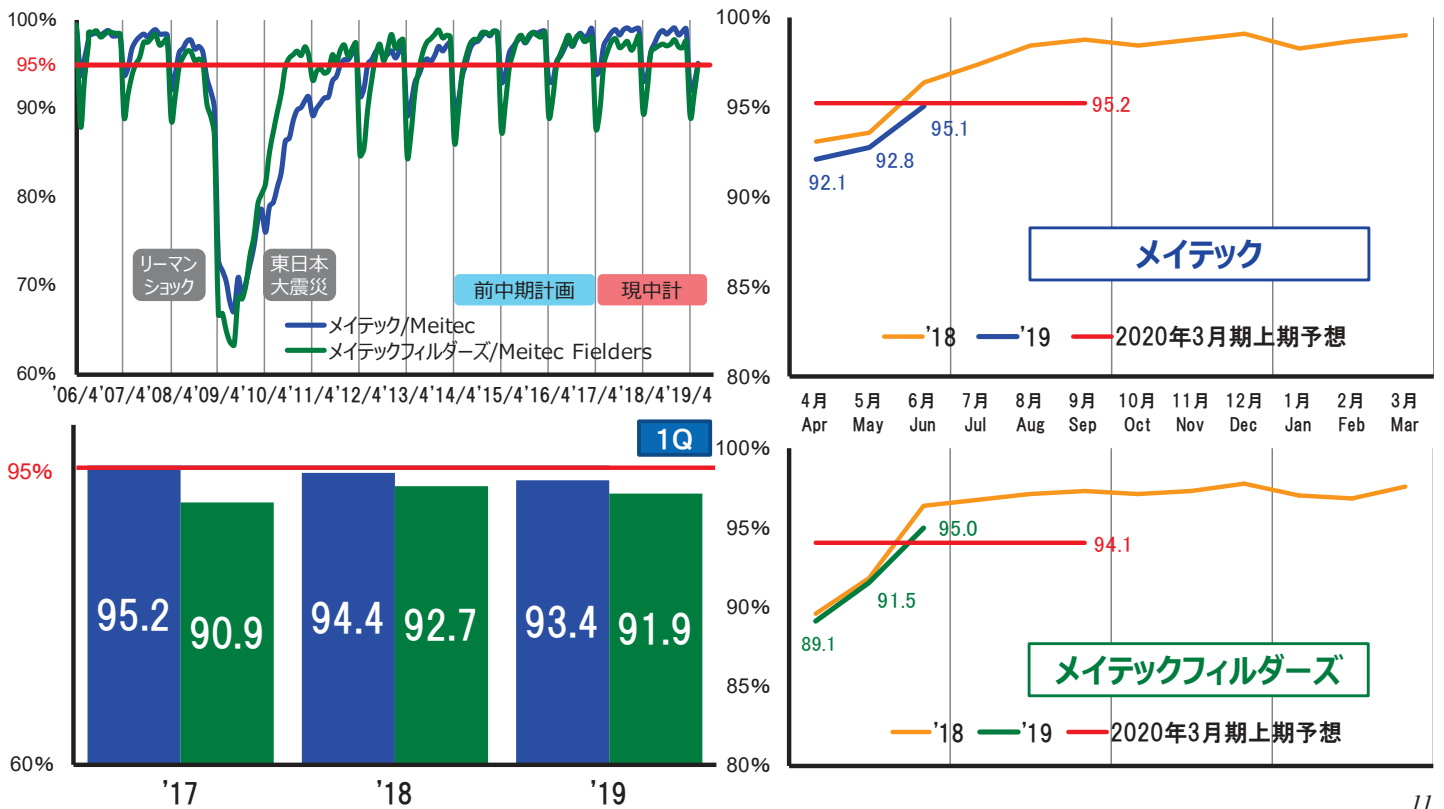 100%
95%
90%
80%
70%
60%
リーマン
ショック
東日本
大震災
前中期計画
現中計
メイテック/Meitec
メイテックフィルダーズ/Meitec Fielders
'06/4'07/4'08/4'09/4'10/4'11/4'12/4'13/4'14/4'15/4'16/4'17/4'18/4'19/4
100%
95%
90%
85%
80%
95.2
95.1
92.8
92.1
メイテック
'18
'19
2020年3月期上期予想
4月 5月 6月 7月 8月 9月 10月 11月 12月 1月 2月 3月
Apr May Jun Jul Aug Sep Oct Nov Dec Jan Feb Mar
1Q
95%
60%
95.2
90.9
94.4
92.7
93.4
91.9
'17
'18
'19
100%
95%
90%
85%
80%
95.0
94.1
91.5
89.1
メイテックフィルダーズ
'18
'19
2020年3月期上期予想
11